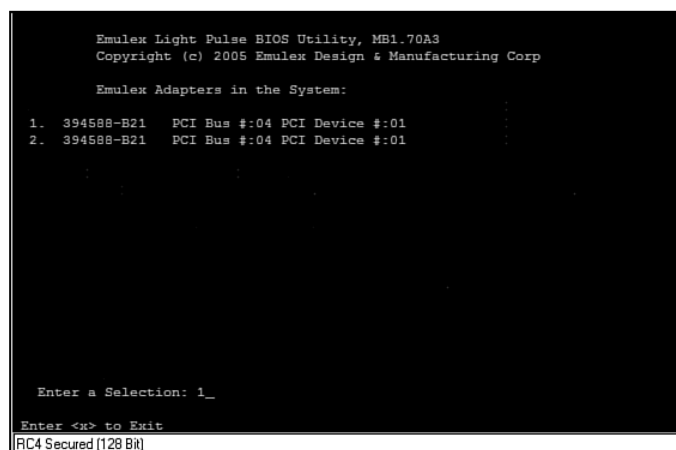 Emulex Light Pulse BIOS Utility, MB1.70A3
Copyright (c) 2005 Emulex Design & Manufacturing Corp
Emulex Adapters in the System:
1. 394588-B21 PCI Bus #:04 PCI Device #:01
2. 394588-B21 PCI Bus #:04 PCI Device #:01
Enter a Selection: 1_
Enter <x> to Exit
RC4 Secured (128 Bit)